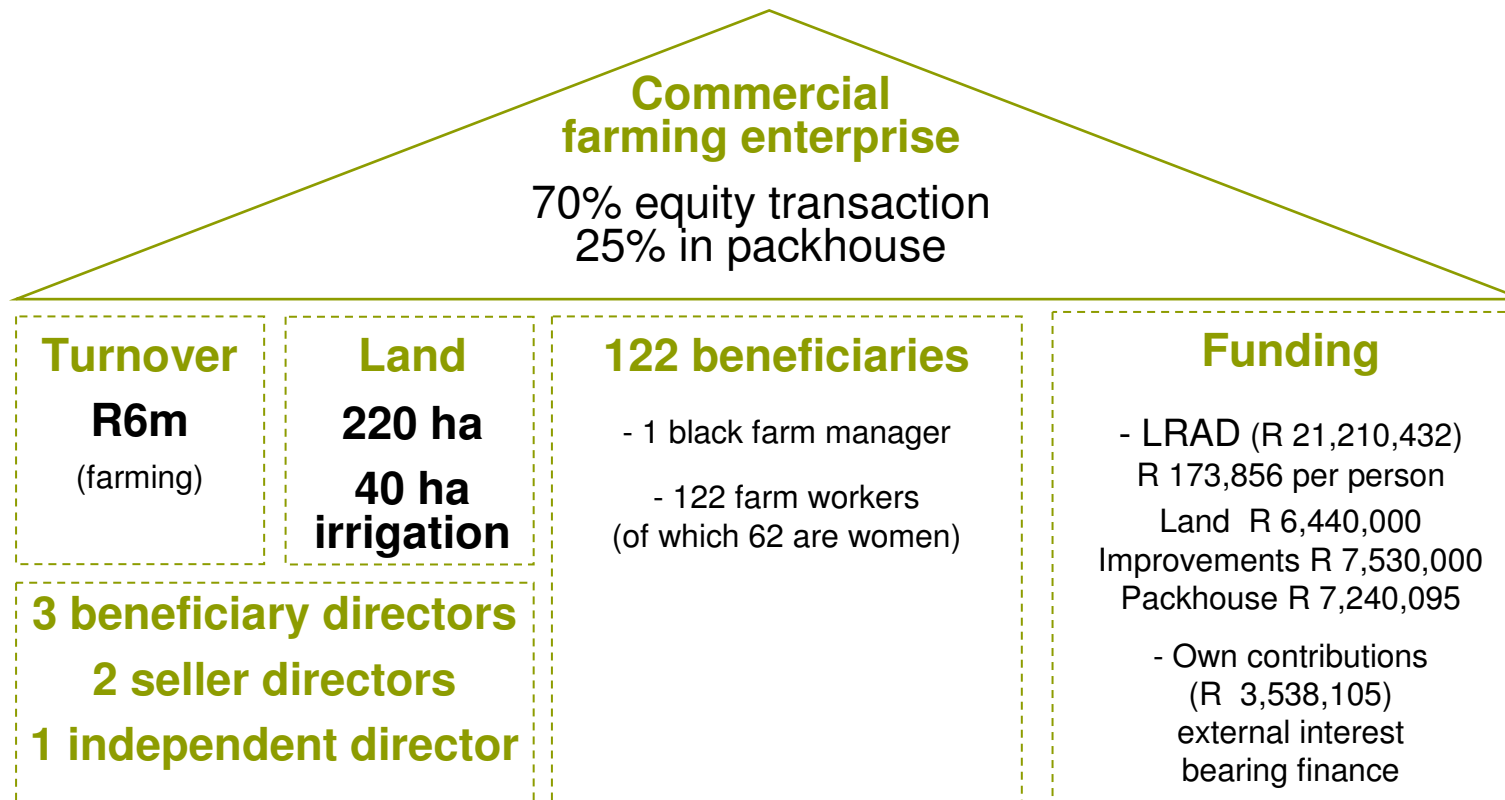 Commercial
farming enterprise
70% equity transaction
25% in packhouse
Turnover
R6m
(farming)
Land
220 ha
40 ha
irrigation
3 beneficiary directors
2 seller directors
1 independent director
122 beneficiaries
- 1 black farm manager
- 122 farm workers
(of which 62 are women)
Funding
- LRAD (R 21,210,432)
R 173,856 per person
Land R 6,440,000
Improvements R 7,530,000
Packhouse R 7,240,095
- Own contributions
(R 3,538,105)
external interest
bearing finance